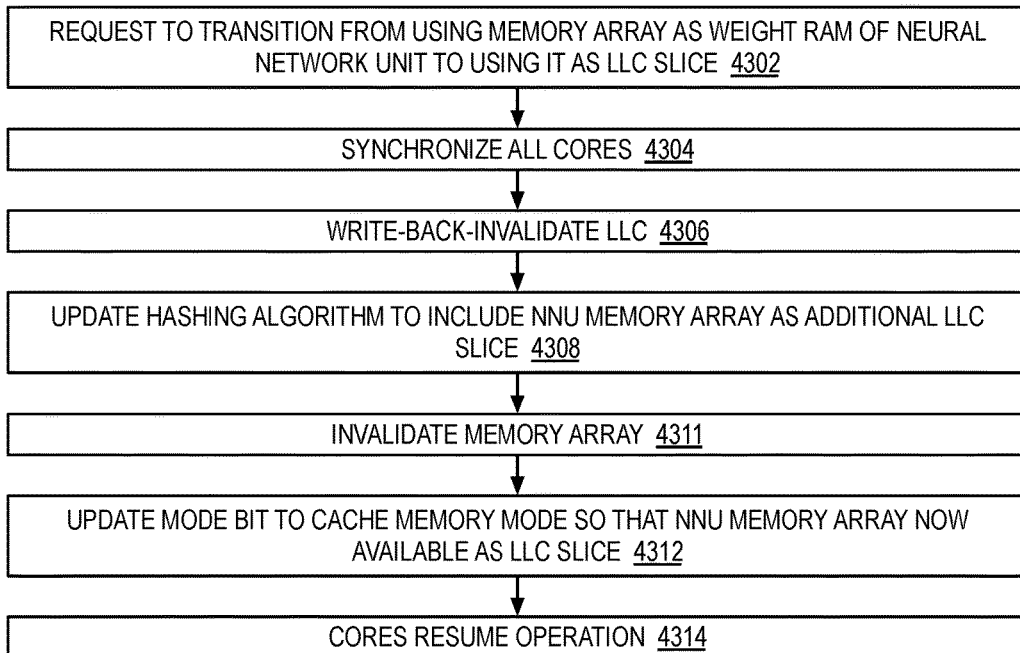 REQUEST TO TRANSITION FROM USING MEMORY ARRAY AS WEIGHT RAM OF NEURAL
NETWORK UNIT TO USING IT AS LLC SLICE 4302
SYNCHRONIZE ALL CORES 4304
WRITE-BACK-INVALIDATE LLC 4306
UPDATE HASHING ALGORITHM TO INCLUDE NNU MEMORY ARRAY AS ADDITIONAL LLC
SLICE 4308
INVALIDATE MEMORY ARRAY 4311
UPDATE MODE BIT TO CACHE MEMORY MODE SO THAT NNU MEMORY ARRAY NOW
AVAILABLE AS LLC SLICE 4312
CORES RESUME OPERATION 4314